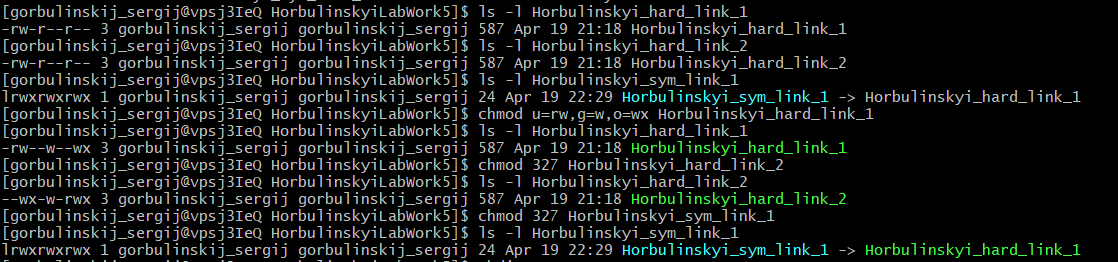 [gorbulinskij_sergij@vpsj3IeQ HorbulinskyiLabWork5]$ ls -l Horbulinskyi_hard_link_1
-rw-r--r-- 3 gorbulinskij_sergij gorbulinskij_sergij 587 Apr 19 21:18 Horbulinskyi_hard_link_1
[gorbulinskij_sergij@vpsj3IeQ HorbulinskyiLabWork5]$ ls -l Horbulinskyi_hard_link_2
-rw-r--r-- 3 gorbulinskij_sergij gorbulinskij_sergij 587 Apr 19 21:18 Horbulinskyi_hard_link_2
[gorbulinskij_sergij@vpsj3IeQ HorbulinskyiLabWork5]$ ls -l Horbulinskyi_sym_link_1
lrwxrwxrwx 1 gorbulinskij_sergij gorbulinskij_sergij 24 Apr 19 22:29 Horbulinskyi_sym_link_1 -> Horbulinskyi_hard_link_1
[gorbulinskij_sergij@vpsj3IeQ HorbulinskyiLabWork5]$ chmod u=rw,g=w,o=wx Horbulinskyi_hard_link_1
[gorbulinskij_sergij@vpsj3IeQ HorbulinskyiLabWork5]$ ls -l Horbulinskyi_hard_link_1
-rw--w--wx 3 gorbulinskij_sergij gorbulinskij_sergij 587 Apr 19 21:18 Horbulinskyi_hard_link_1
[gorbulinskij_sergij@vpsj3IeQ HorbulinskyiLabWork5]$ chmod 327 Horbulinskyi_hard_link_2
[gorbulinskij_sergij@vpsj3IeQ HorbulinskyiLabWork5]$ ls -l Horbulinskyi_hard_link_2
--wx-w-rwx 3 gorbulinskij_sergij gorbulinskij_sergij 587 Apr 19 21:18 Horbulinskyi_hard_link_2
[gorbulinskij_sergij@vpsj3IeQ HorbulinskyiLabWork5]$ chmod 327 Horbulinskyi_sym_link_1
[gorbulinskij_sergij@vpsj3IeQ HorbulinskyiLabWork5]$ ls -l Horbulinskyi_sym_link_1
lrwxrwxrwx 1 gorbulinskij_sergij gorbulinskij_sergij 24 Apr 19 22:29 Horbulinskyi_sym_link_1 -> Horbulinskyi_hard_link_1